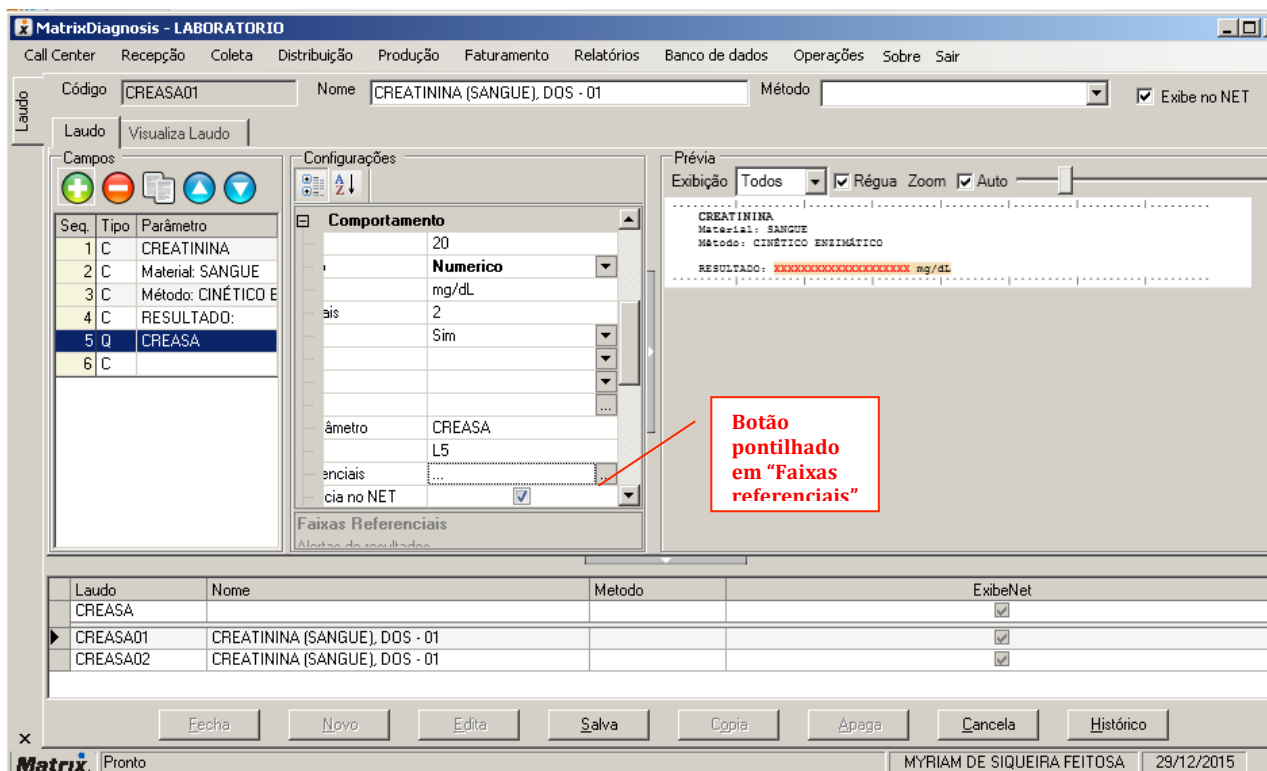 MatrixDiagnosis - LABORATORIO
Call Center Recepção Coleta Distribuição Produção Faturamento Relatórios Banco de dados Operações Sobre Sair
Laudo
Código CREASA01 Nome CREATININA (SANGUE), DOS - 01 Método Exibe no NET
Laudo Visualiza Laudo
Campos
Seq. Tipo Parâmetro
1 C CREATININA
2 C Material: SANGUE
3 C Método: CINÉTICO E
4 C RESULTADO:
5 Q CREASA
6 C
Configurações
Comportamento
20
Numerico
mg/dL
ais 2
Sim
...
âmetro CREASA
L5
enciais ... ...
cia no NET
Faixas Referenciais
Alertas de resultados
Prévia
Exibição Todos Régua Zoom Auto
CREATININA
Material: SANGUE
Método: CINÉTICO ENZIMÁTICO
RESULTADO: XXXXXXXXXXXXXXXXXXXX mg/dL
Botão
pontilhado
em “Faixas
referenciais”
Laudo Nome Metodo ExibeNet
CREASA
CREASA01 CREATININA (SANGUE), DOS - 01
CREASA02 CREATININA (SANGUE), DOS - 01
Fecha Novo Edita Salva Copia Apaga Cancela Histórico
Matrix. Pronto MYRIAM DE SIQUEIRA FEITOSA 29/12/2015